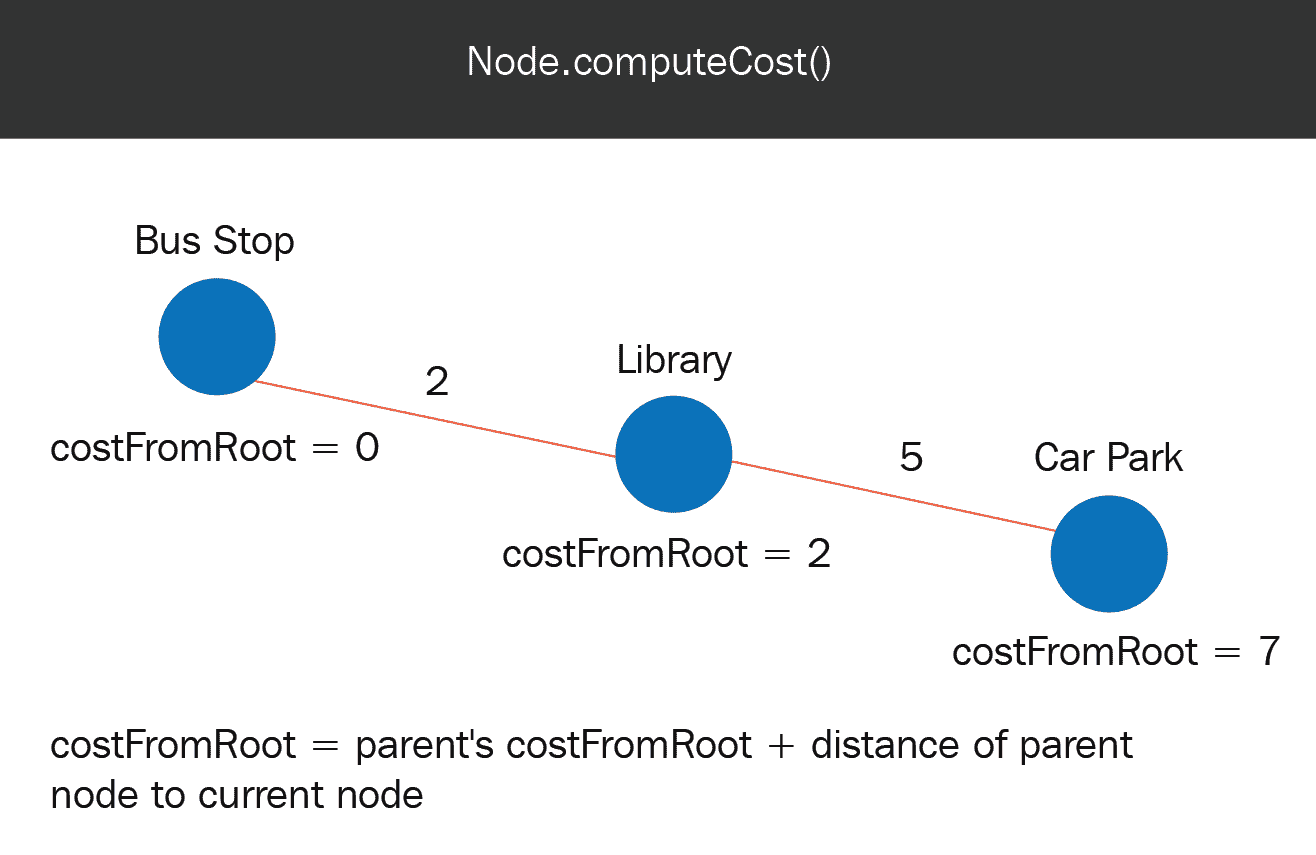 Node.computeCost()
Bus Stop
Library
2
costFromRoot = 0
5
Car Park
costFromRoot = 2
costFromRoot = 7
costFromRoot = parent's costFromRoot + distance of parent
node to current node